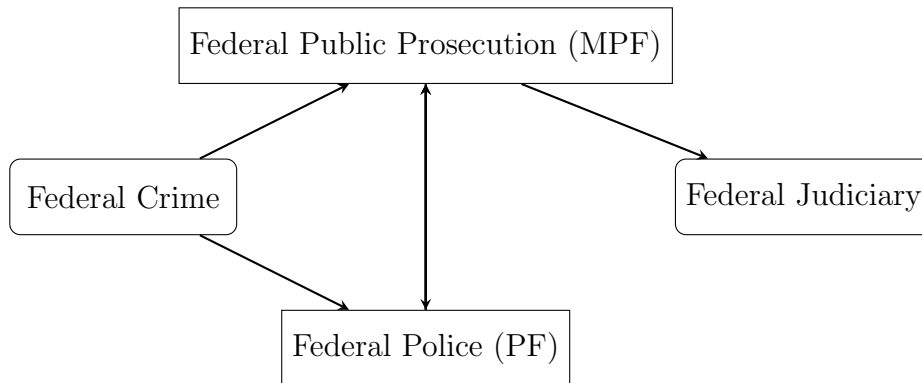 Federal Public Prosecution (MPF)
Federal Crime
Federal Judiciary
Federal Police (PF)